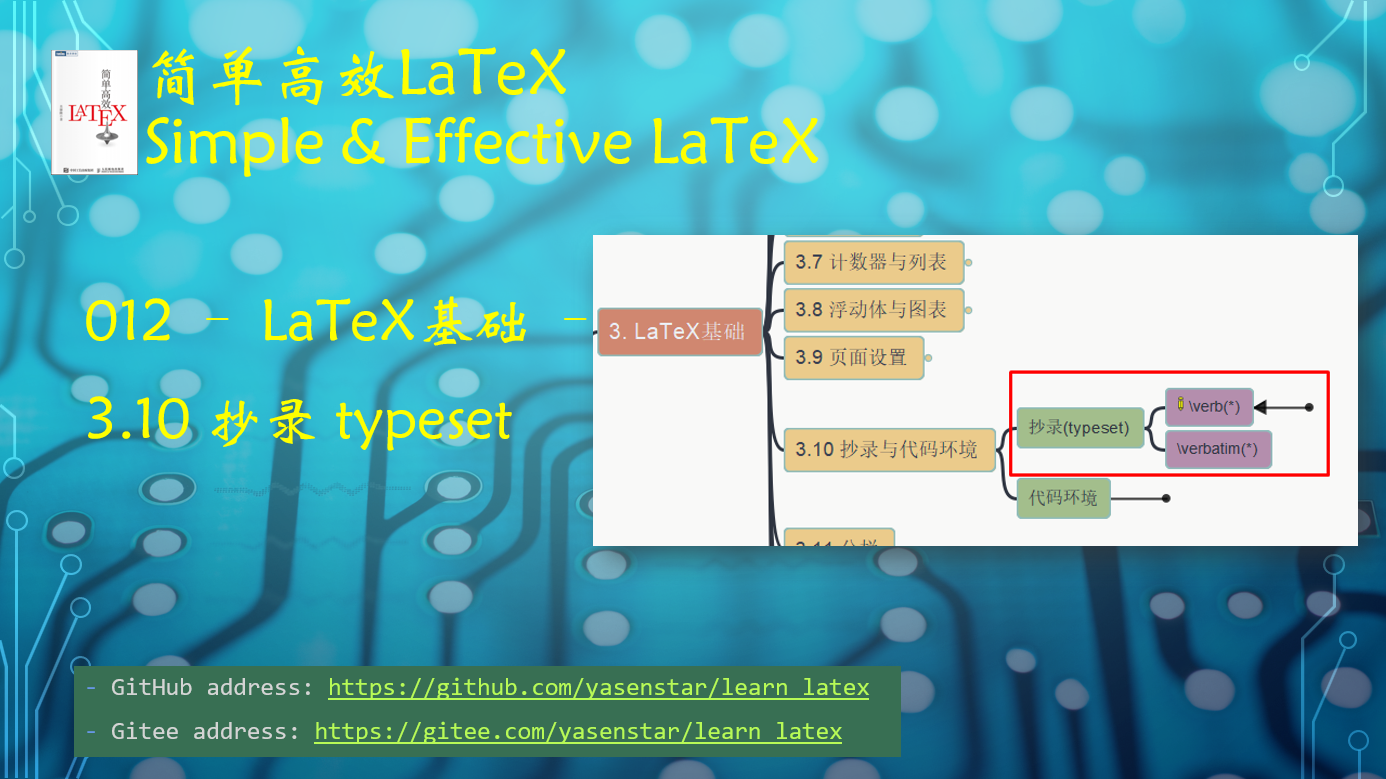 简单高效LaTeX
Simple & Effective LaTeX
简单高效
LATEX
012 - LaTeX基础 -
3.10 抄录 typeset
3. LaTeX基础
3.7 计数器与列表
3.8 浮动体与图表
3.9 页面设置
3.10 抄录与代码环境
抄录(typeset)
\verb(*)
\verbatim(*)
代码环境
- GitHub address: https://github.com/yasenstar/learn_latex
- Gitee address: https://gitee.com/yasenstar/learn_latex